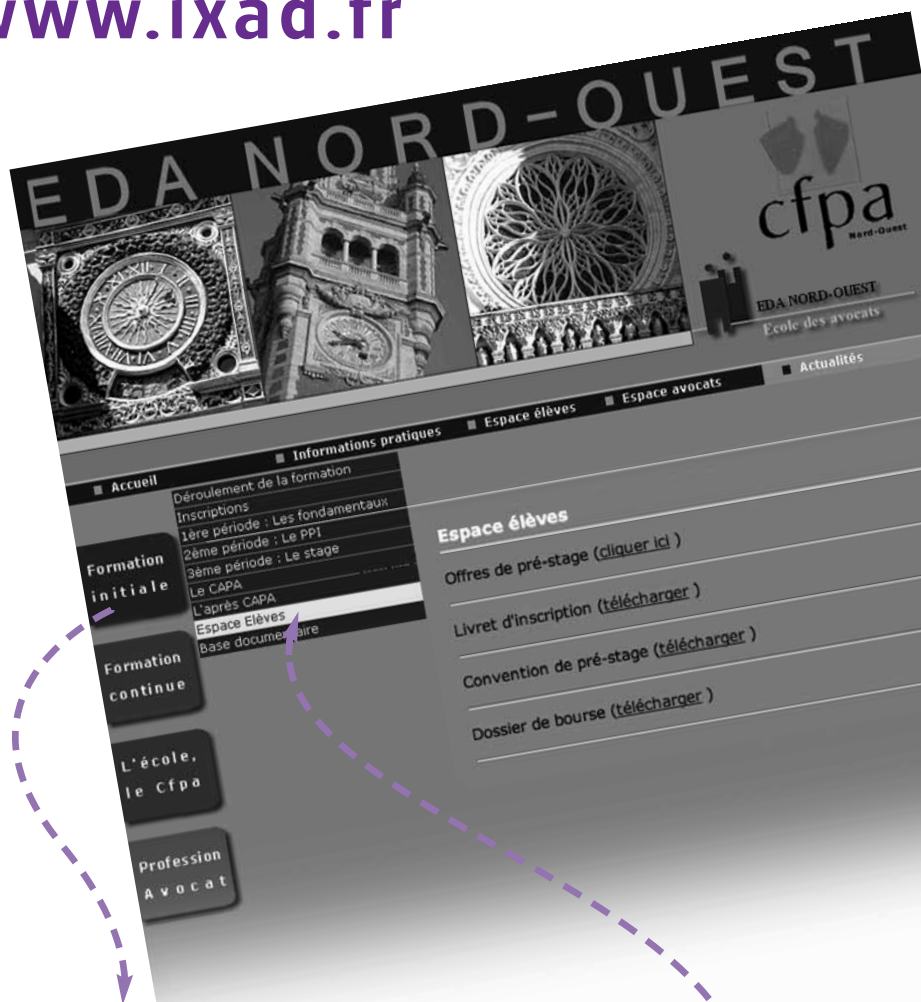 www.ixad.fr
EDA NORD-OUEST
cfpa
Nord-Ouest
EDA NORD-OUEST
Ecole des avocats
Accueil
Informations pratiques
Espace élèves
Espace avocats
Actualités
Déroulement de la formation
Inscriptions
1ère période : Les fondamentaux
2ème période : Le PPI
3ème période : Le stage
Le CAPA
L'après CAPA
Espace Elèves
Base documentaire
Formation
initiale
Formation
continue
L'école,
le Cfpa
Profession
Avocat
Espace élèves
Offres de pré-stage (cliquer ici )
Livret d'inscription (télécharger )
Convention de pré-stage (télécharger )
Dossier de bourse (télécharger )